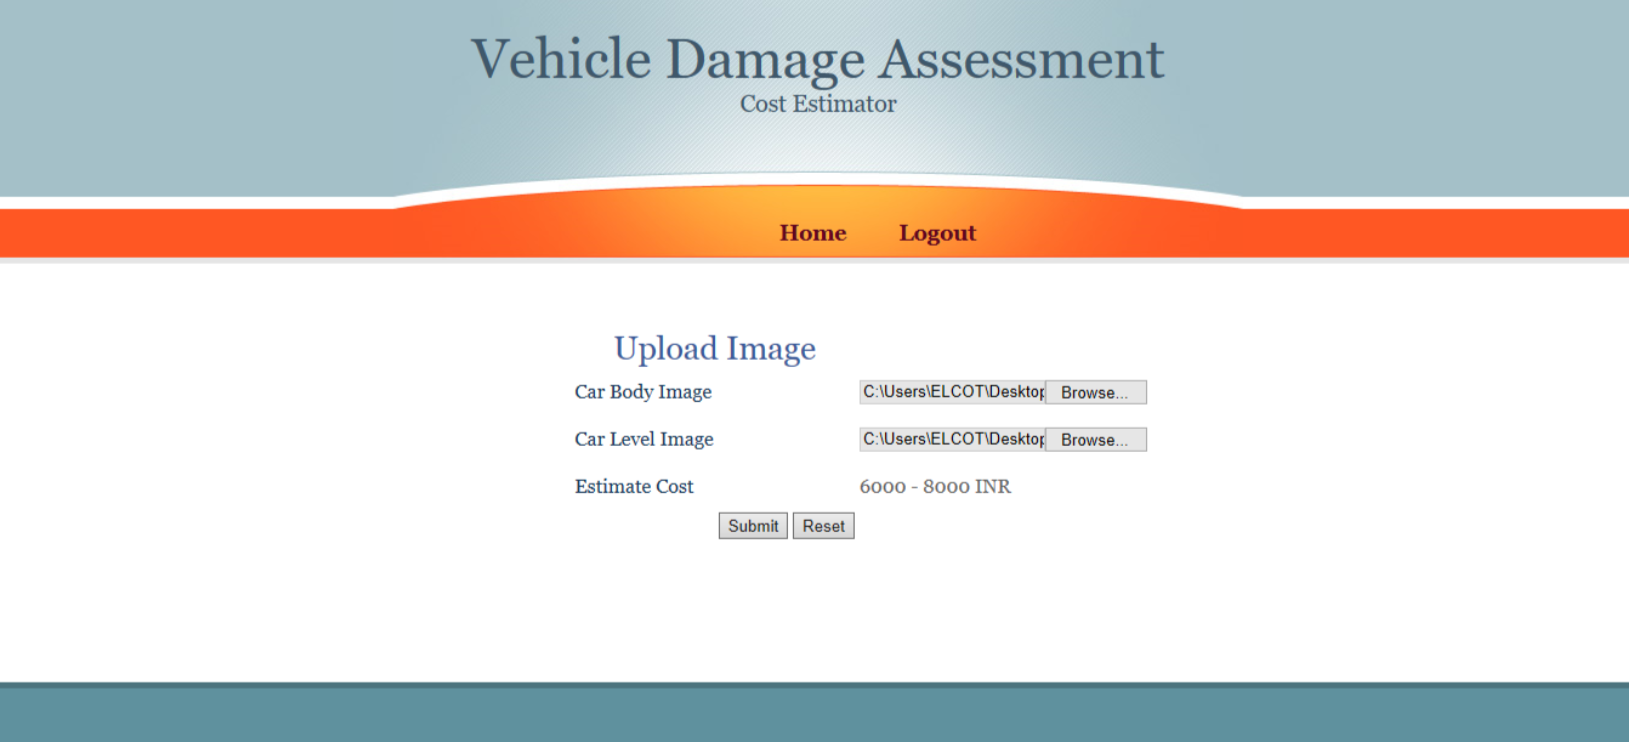 Vehicle Damage Assessment
Cost Estimator
Home Logout
Upload Image
Car Body Image C:\Users\ELCOT\Desktop Browse...
Car Level Image C:\Users\ELCOT\Desktop Browse...
Estimate Cost 6000 - 8000 INR
Submit Reset